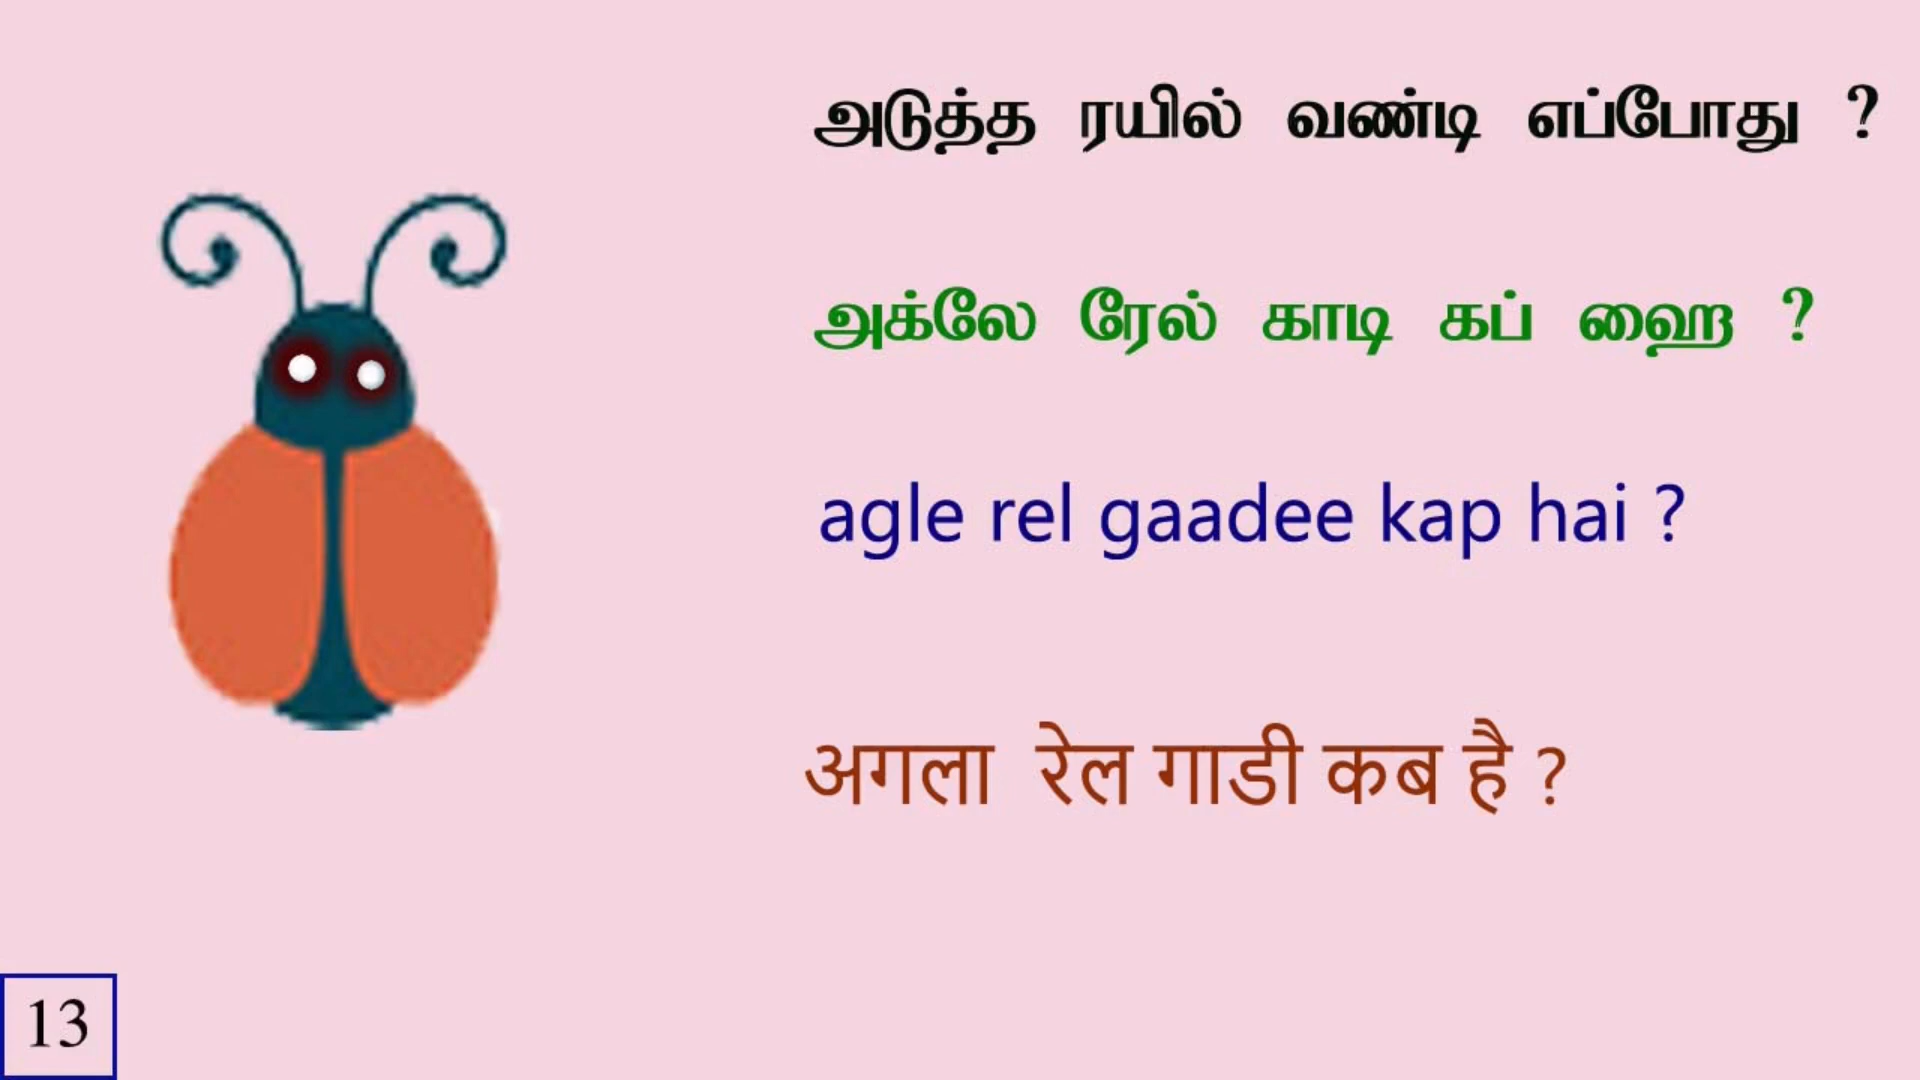 அடுத்த ரயில் வண்டி எப்போது ?
அக்லே ரேல் காடி கப் ஹை ?
agle rel gaadee kap hai ?
अगला रेल गाडी कब है ?
13